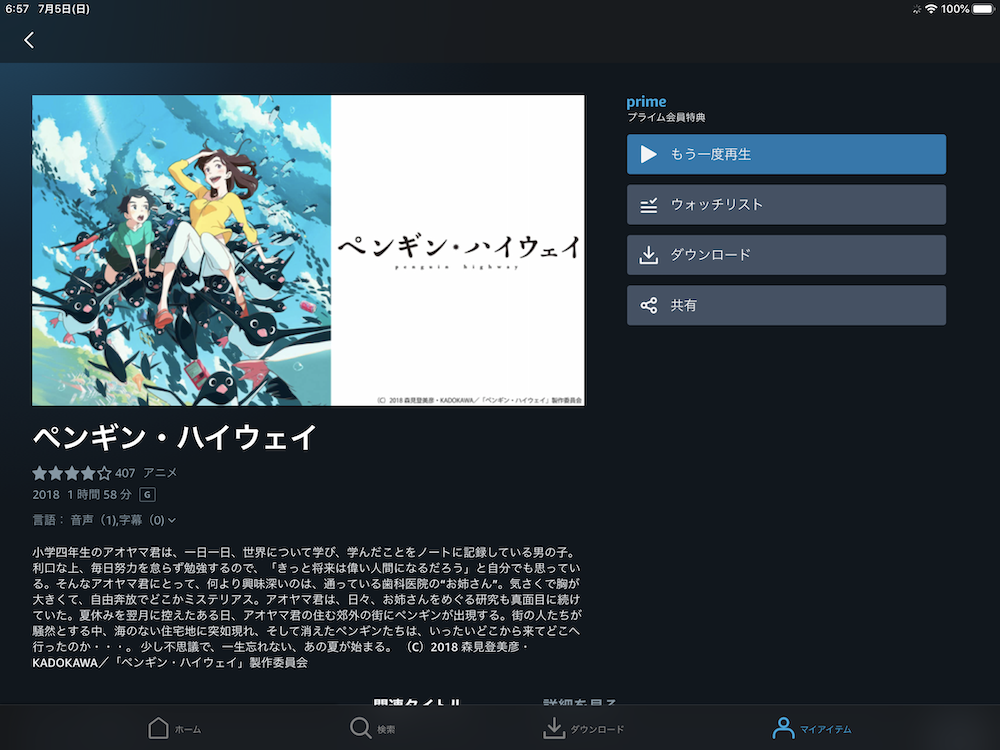 6:57 7月5日(日)
100%
ペンギン・ハイウェイ
penguin highway
(C) 2018 森見登美彦・KADOKAWA／「ペンギン・ハイウェイ」製作委員会
prime
プライム会員特典
もう一度再生
ウォッチリスト
ダウンロード
共有
ペンギン・ハイウェイ
407 アニメ
2018 1 時間 58 分 G
言語： 音声（1),字幕（0)
小学四年生のアオヤマ君は、一日一日、世界について学び、学んだことをノートに記録している男の子。
利口な上、毎日努力を怠らず勉強するので、「きっと将来は偉い人間になるだろう」と自分でも思ってい
る。そんなアオヤマ君にとって、何より興味深いのは、通っている歯科医院の“お姉さん”。気さくで胸が
大きくて、自由奔放でどこかミステリアス。アオヤマ君は、日々、お姉さんをめぐる研究も真面目に続け
ていた。夏休みを翌月に控えたある日、アオヤマ君の住む郊外の街にペンギンが出現する。街の人たちが
騒然とする中、海のない住宅地に突如現れ、そして消えたペンギンたちは、いったいどこから来てどこへ
行ったのか・・・。 少し不思議で、一生忘れない、あの夏が始まる。（C）2018 森見登美彦・
KADOKAWA／「ペンギン・ハイウェイ」製作委員会
関連タイトル 詳細を見る
ホーム 検索 ダウンロード マイアイテム